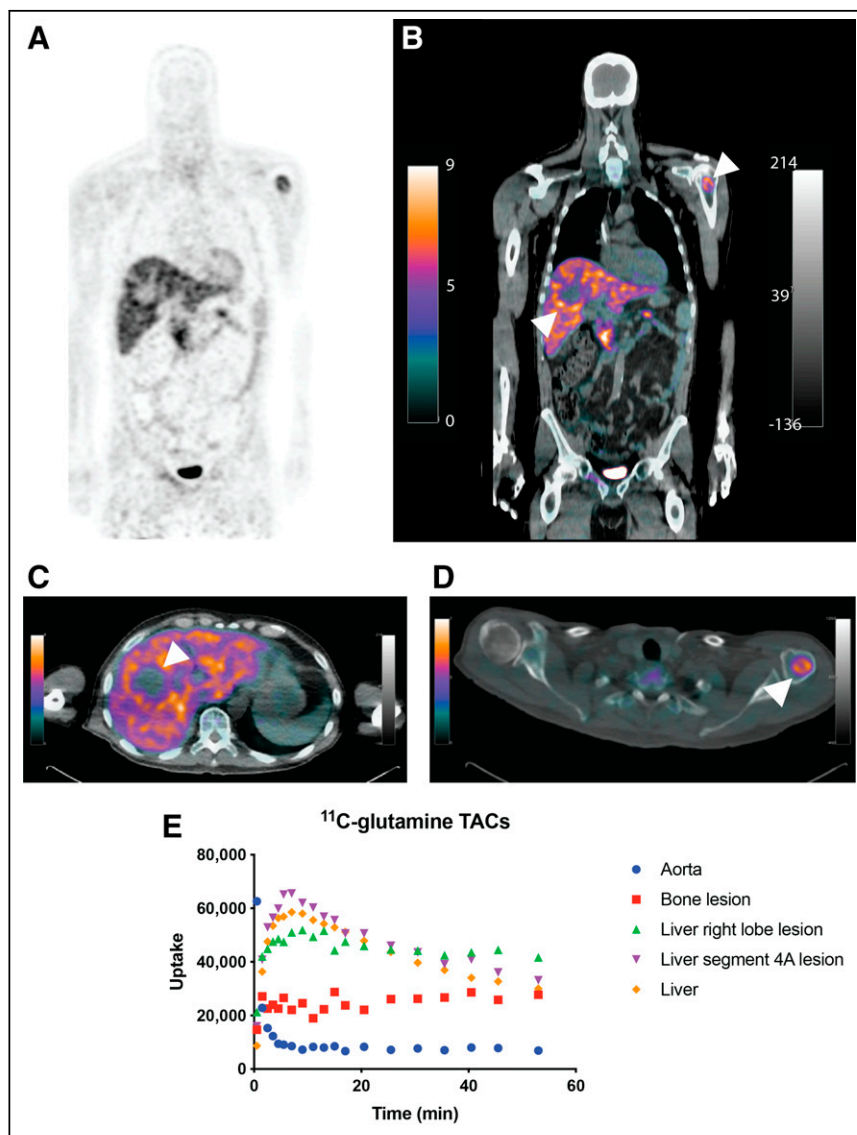 A
B
9
5
0
214
39
-136
C
D
E
¹¹C-glutamine TACs
80,000
60,000
40,000
20,000
0
Uptake
0
20
40
60
Time (min)
Aorta
Bone lesion
Liver right lobe lesion
Liver segment 4A lesion
Liver